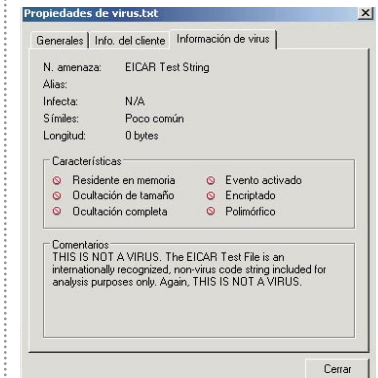 Propiedades de virus.txt
Generales Info. del cliente Información de virus
N. amenaza: EICAR Test String
Alias:
Infecta: N/A
Símiles: Poco común
Longitud: 0 bytes
Características
Residente en memoria Evento activado
Ocultación de tamaño Encriptado
Ocultación completa Polimórfico
Comentarios
THIS IS NOT A VIRUS. The EICAR Test File is an
internationally recognized, non-virus code string included for
analysis purposes only. Again, THIS IS NOT A VIRUS.
Cerrar